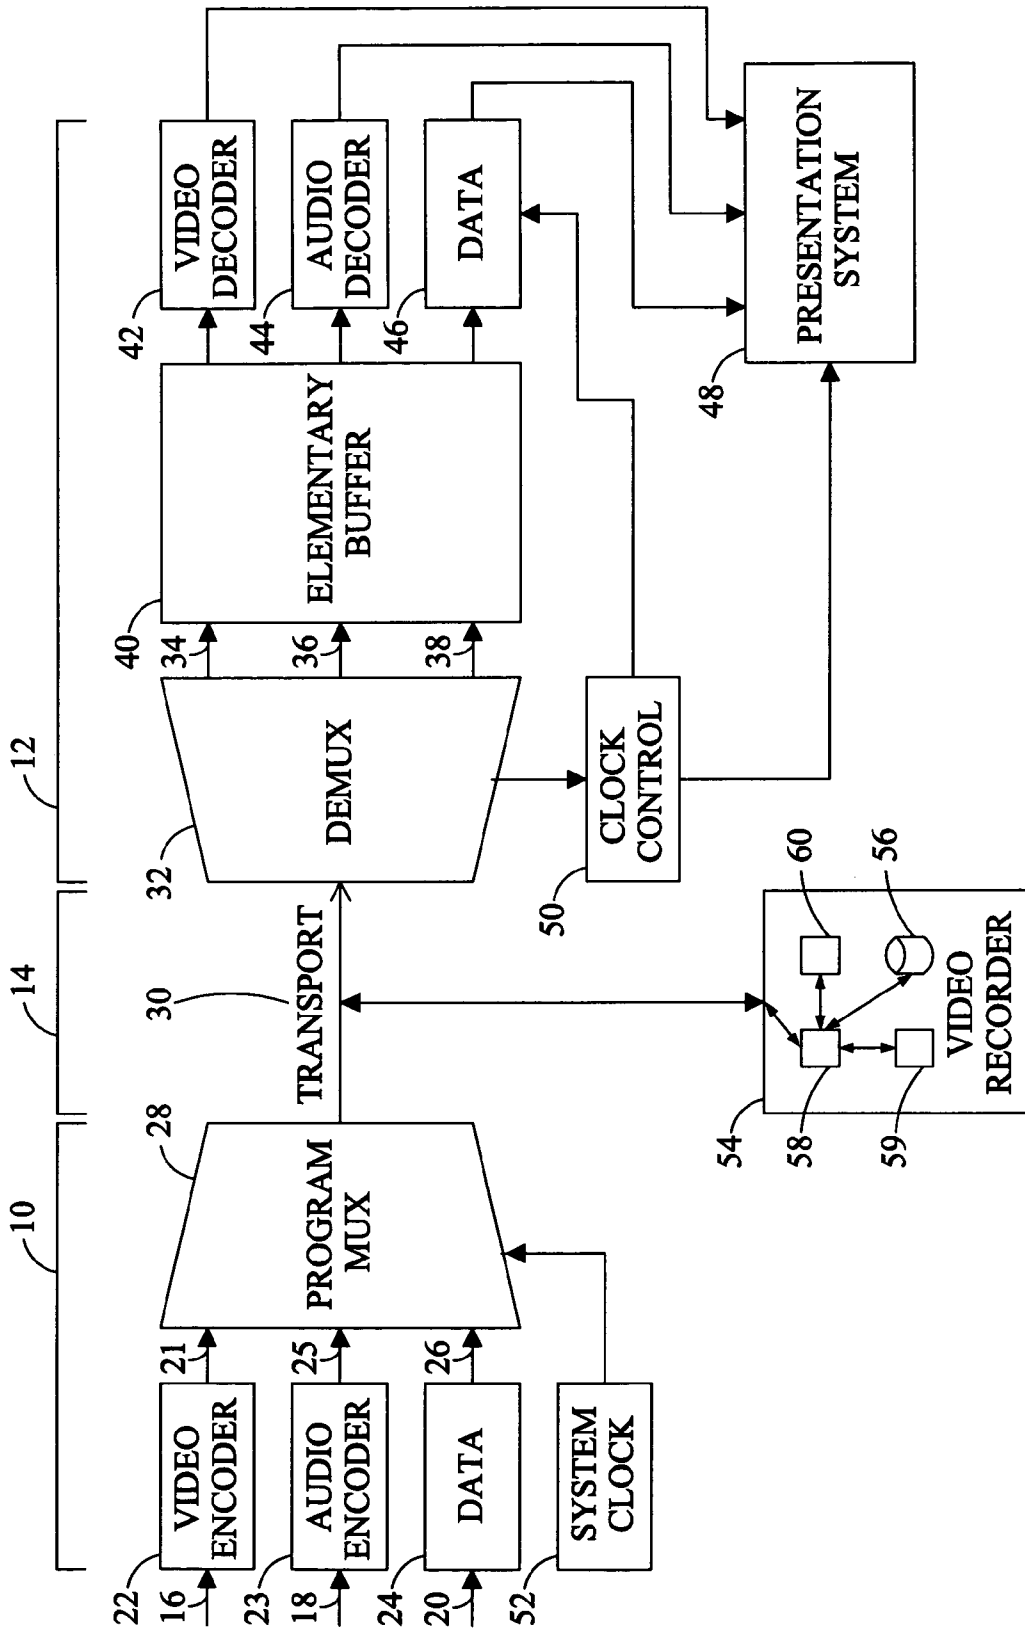 10
14
12
22
VIDEO
ENCODER
16
21
23
AUDIO
ENCODER
18
25
24
DATA
20
26
52
SYSTEM
CLOCK
28
PROGRAM
MUX
30
TRANSPORT
32
DEMUX
34
36
38
40
ELEMENTARY
BUFFER
42
VIDEO
DECODER
44
AUDIO
DECODER
46
DATA
50
CLOCK
CONTROL
48
PRESENTATION
SYSTEM
54
58
59
60
56
VIDEO
RECORDER